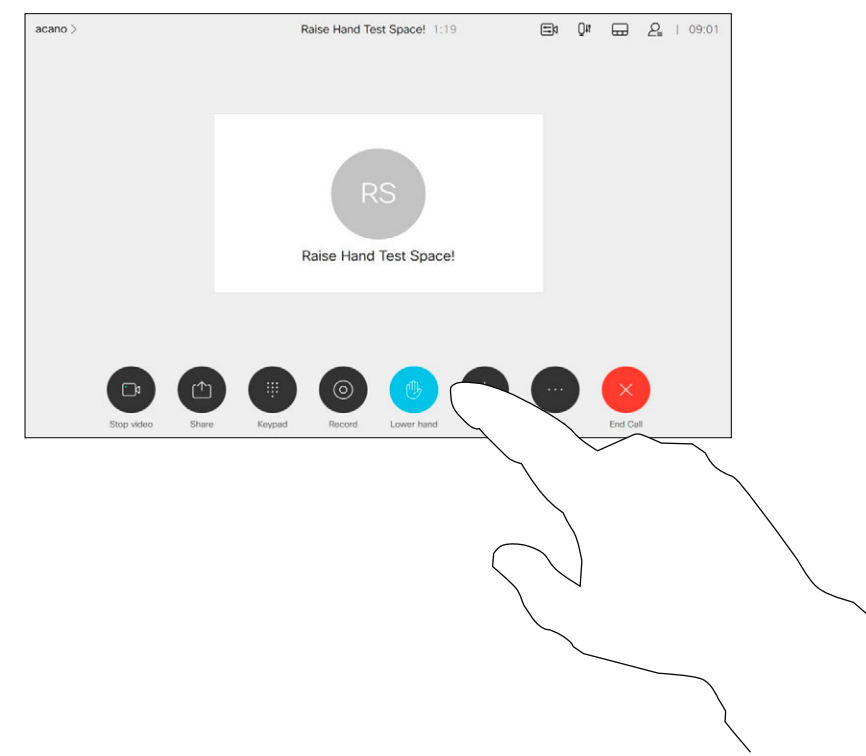 acano >
Raise Hand Test Space! 1:19
| 09:01
RS
Raise Hand Test Space!
Stop video
Share
Keypad
Record
Lower hand
End Call